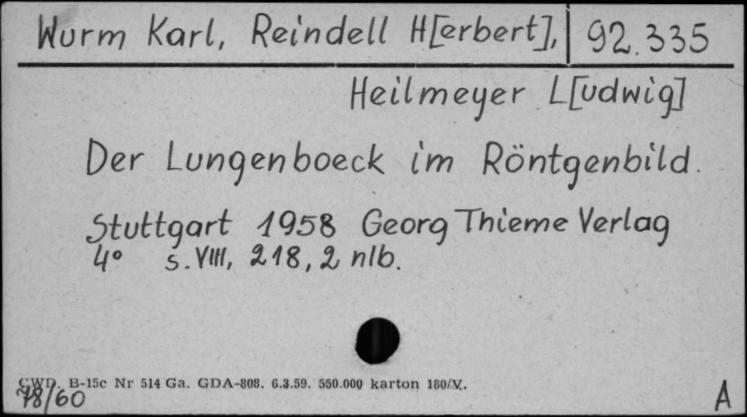 Wurm Karl, Reindell H[erbert], 92.335
Heilmeyer L[udwig]
Der Lungenboeck im Röntgenbild.
Stuttgart 1958 Georg Thieme Verlag
4° s. VIII, 218, 2 nlb.
CWD. B-15c Nr 514 Ga. GDA-808. 6.3.59. 550.000 karton 180/V.
78/60 A